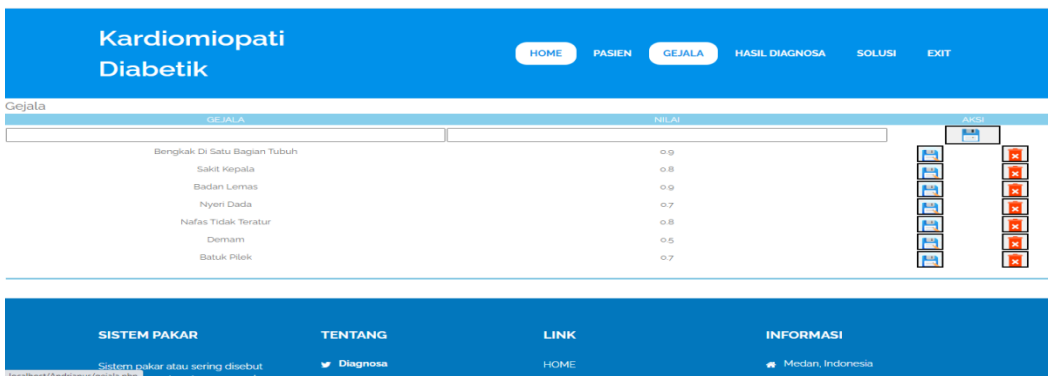 Kardiomiopati
Diabetik
HOME PASIEN GEJALA HASIL DIAGNOSA SOLUSI EXIT
Gejala
GEJALA NILAI AKSI
Bengkak Di Satu Bagian Tubuh 0.9
Sakit Kepala 0.8
Badan Lemas 0.9
Nyeri Dada 0.7
Nafas Tidak Teratur 0.8
Demam 0.5
Batuk Pilek 0.7
SISTEM PAKAR TENTANG LINK INFORMASI
Sistem pakar atau sering disebut Diagnosa HOME Medan, Indonesia